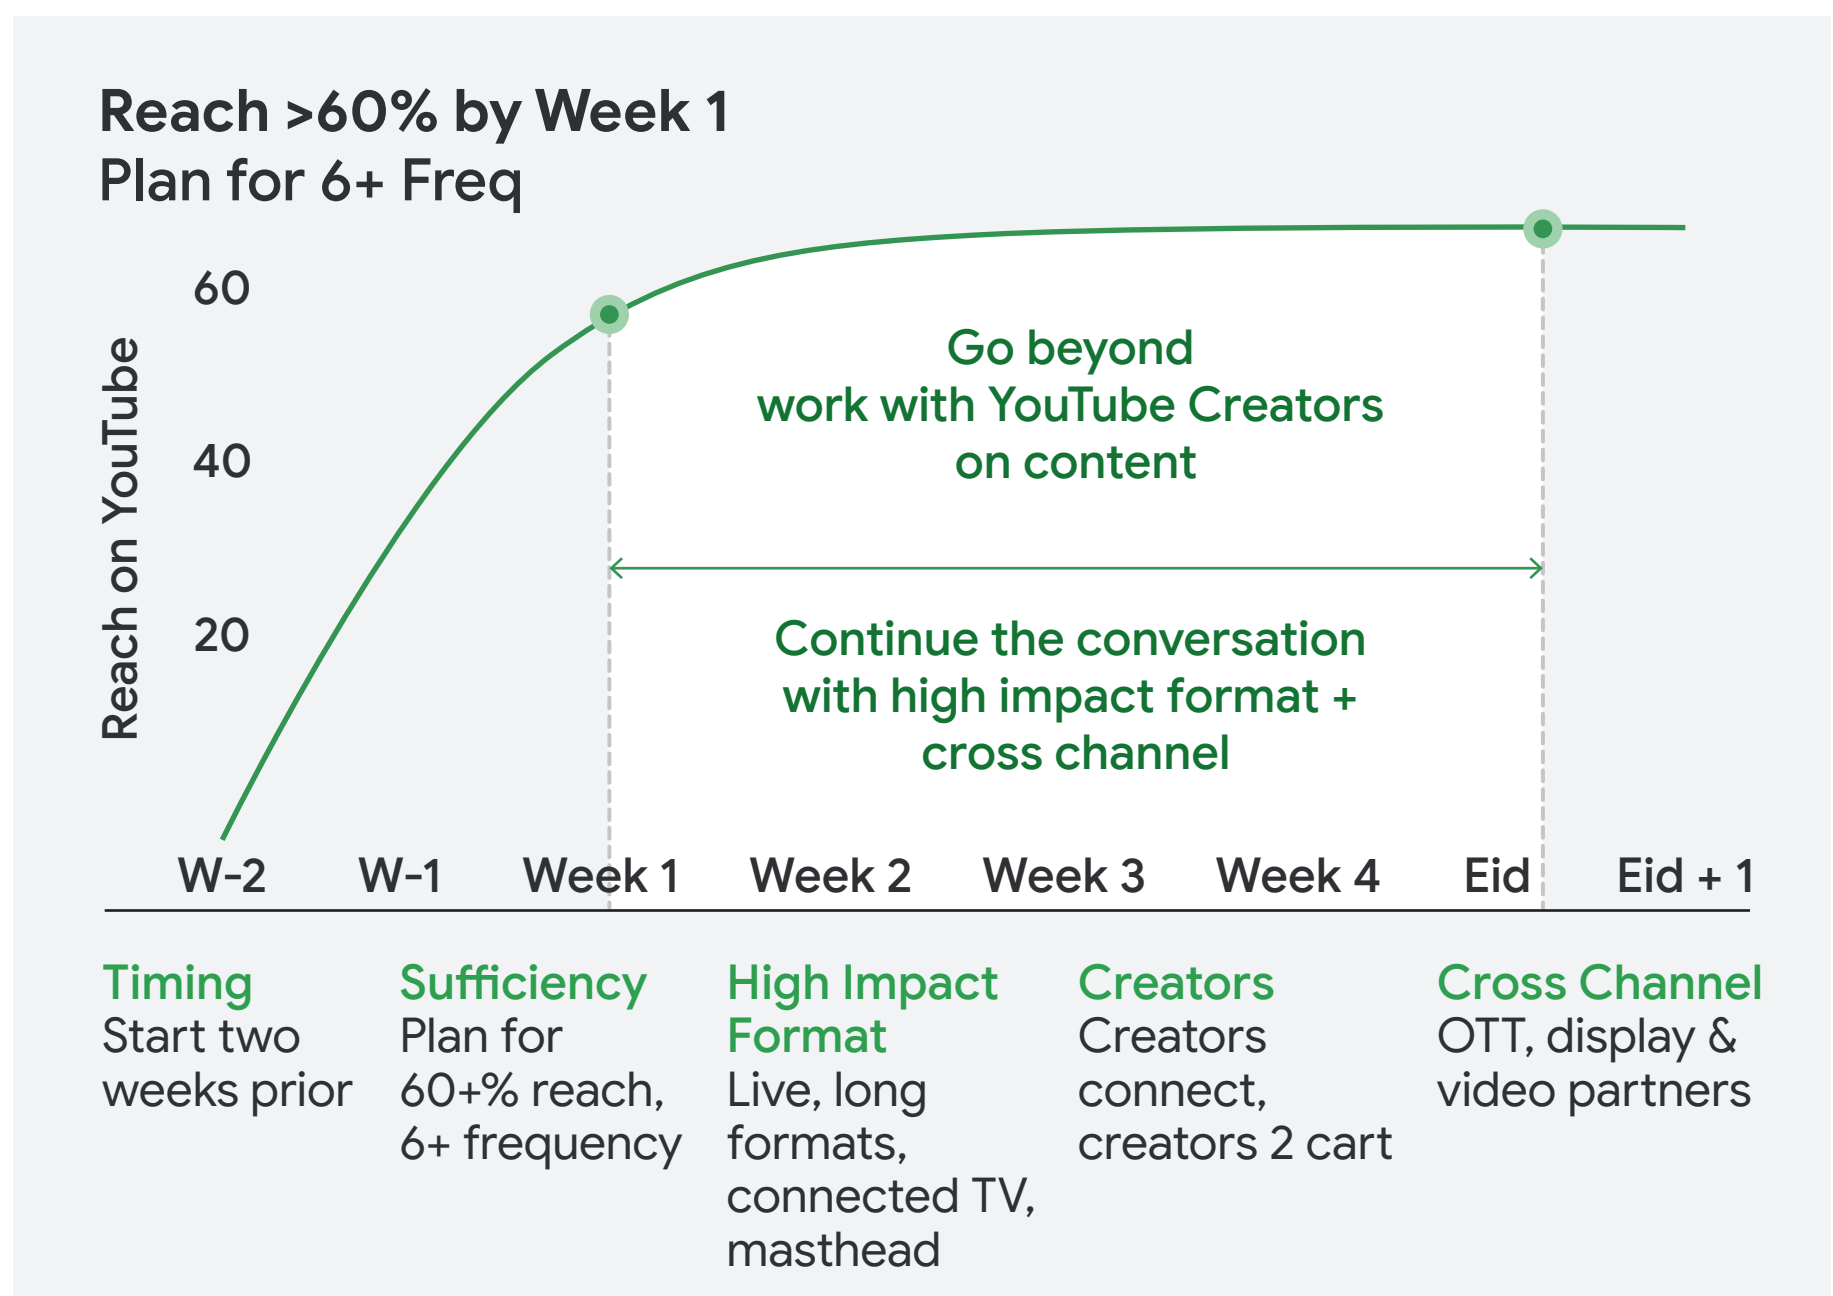 Reach >60% by Week 1
Plan for 6+ Freq
Reach on YouTube
60
40
20
Go beyond
work with YouTube Creators
on content
Continue the conversation
with high impact format +
cross channel
W-2 W-1 Week 1 Week 2 Week 3 Week 4 Eid Eid + 1
Timing
Start two
weeks prior
Sufficiency
Plan for
60+% reach,
6+ frequency
High Impact
Format
Live, long
formats,
connected TV,
masthead
Creators
Creators
connect,
creators 2 cart
Cross Channel
OTT, display &
video partners